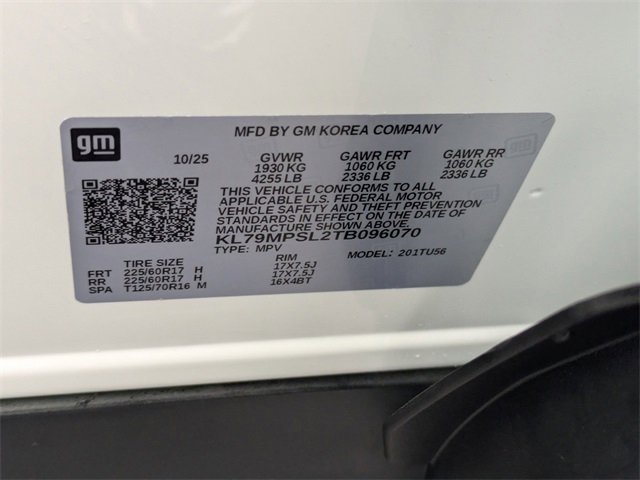 gm
MFD BY GM KOREA COMPANY
10/25 GVWR GAWR FRT GAWR RR
1930 KG 1060 KG 1060 KG
4255 LB 2336 LB 2336 LB
THIS VEHICLE CONFORMS TO ALL
APPLICABLE U.S. FEDERAL MOTOR
VEHICLE SAFETY AND THEFT PREVENTION
STANDARDS IN EFFECT ON THE DATE OF
MANUFACTURE SHOWN ABOVE.
KL79MPSL2TB096070
TYPE: MPV MODEL: 201TU56
TIRE SIZE RIM
FRT 225/60R17 H 17X7.5J
RR 225/60R17 H 17X7.5J
SPA T125/70R16 M 16X4BT